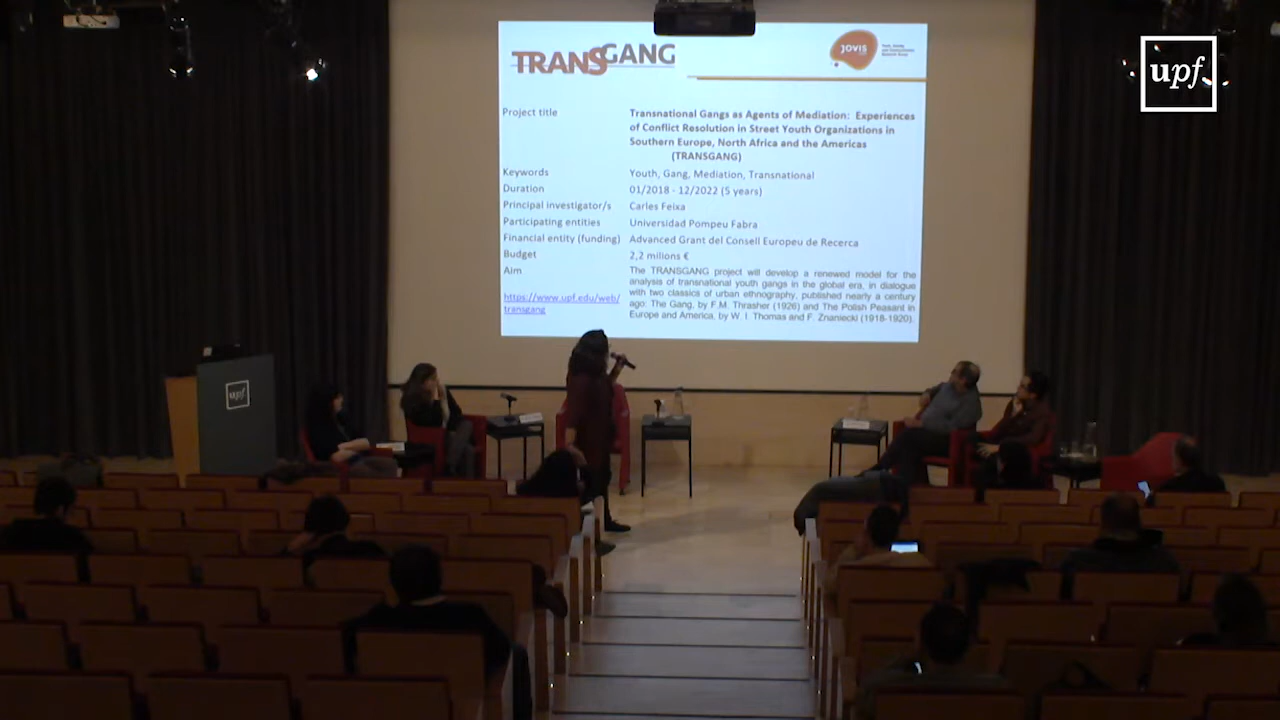 TRANSGANG
JOVIS
upf.
Project title
Transnational Gangs as Agents of Mediation: Experiences
of Conflict Resolution in Street Youth Organizations in
Southern Europe, North Africa and the Americas
(TRANSGANG)
Keywords
Youth, Gang, Mediation, Transnational
Duration
01/2018 - 12/2022 (5 years)
Principal investigator/s
Carles Feixa
Participating entities
Universidad Pompeu Fabra
Financial entity (funding)
Advanced Grant del Consell Europeu de Recerca
Budget
2,2 milions €
Aim
The TRANSGANG project will develop a renewed model for the
analysis of transnational youth gangs in the global era, in dialogue
with two classics of urban ethnography, published nearly a century
ago: The Gang, by F.M. Thrasher (1926) and The Polish Peasant in
Europe and America, by W. I. Thomas and F. Znaniecki (1918-1920).
https://www.upf.edu/web/
transgang
upf.